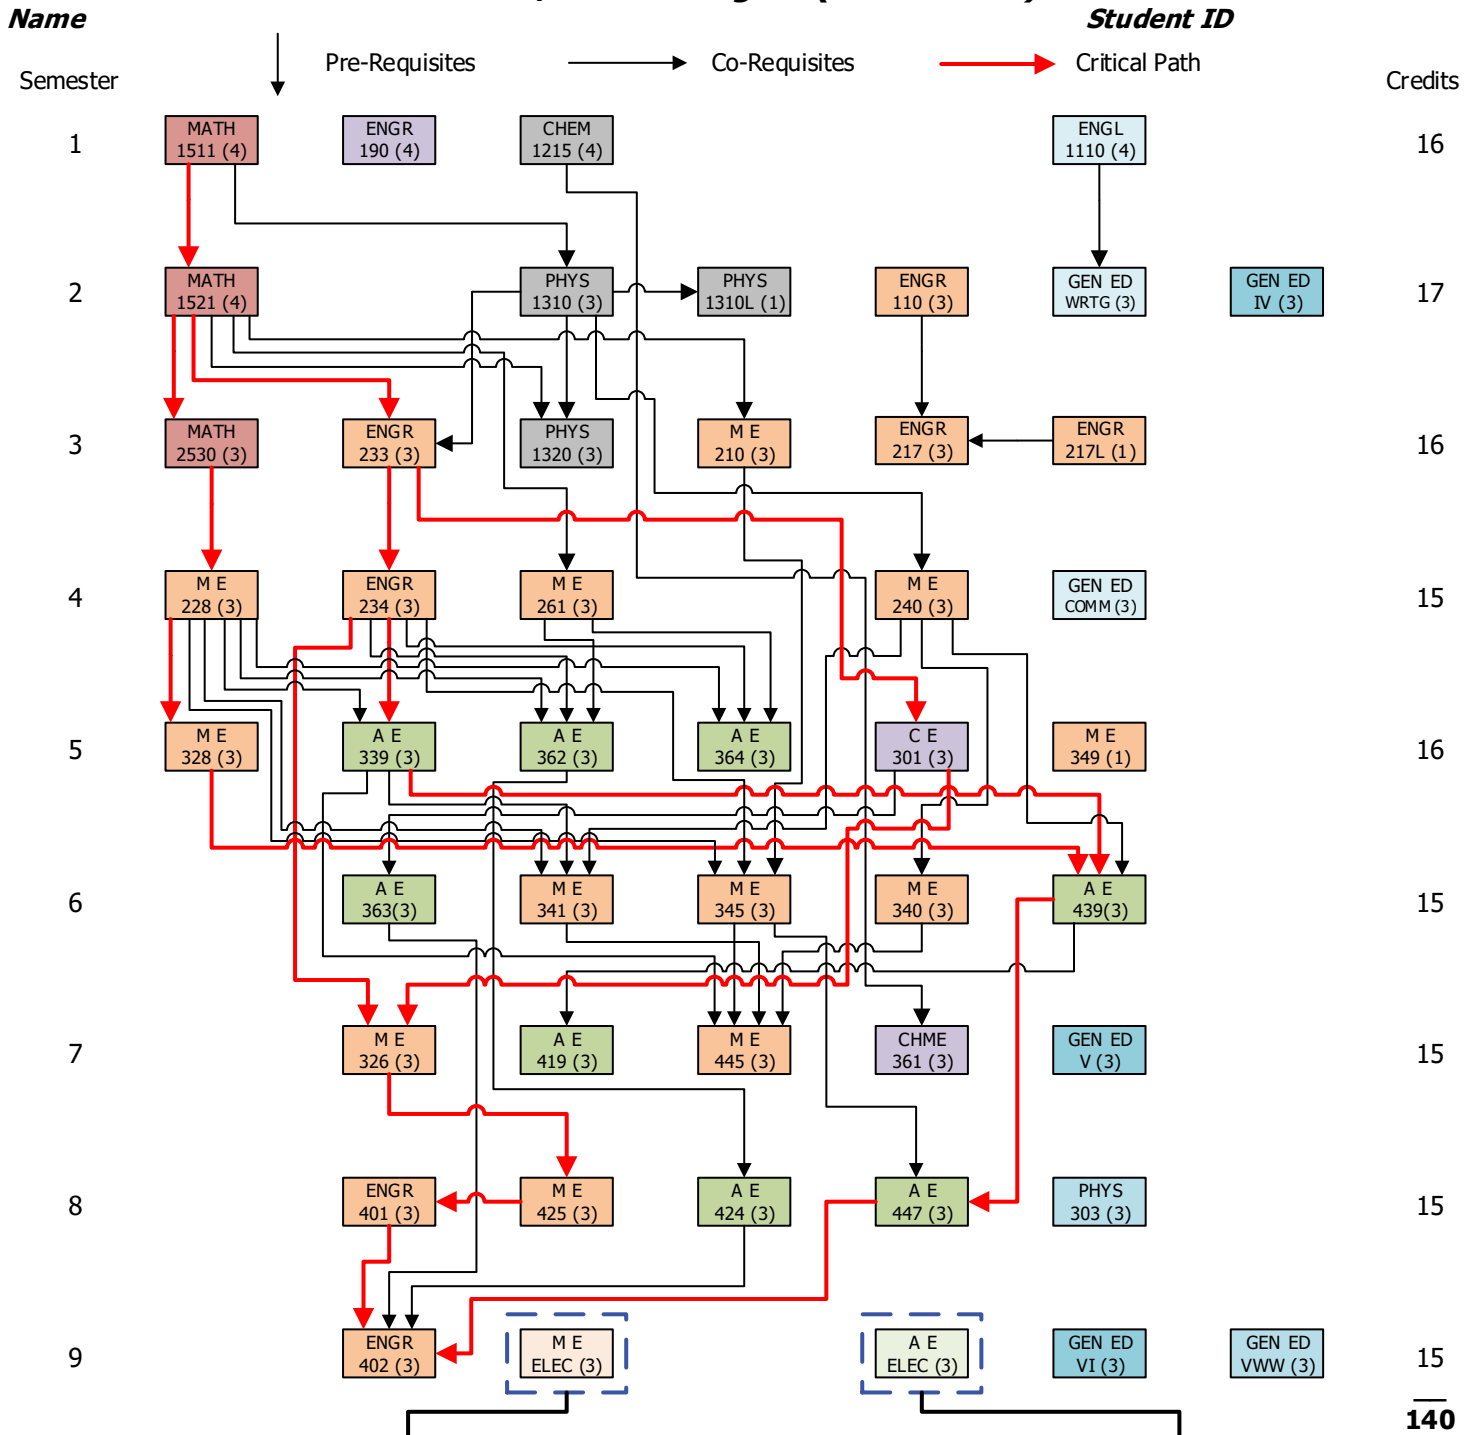 Name
Student ID
Pre-Requisites
Co-Requisites
Critical Path
Semester
Credits
1
MATH
1511 (4)
ENGR
190 (4)
CHEM
1215 (4)
ENGL
1110 (4)
16
2
MATH
1521 (4)
PHYS
1310 (3)
PHYS
1310L (1)
ENGR
110 (3)
GEN ED
WRTG (3)
GEN ED
IV (3)
17
3
MATH
2530 (3)
ENGR
233 (3)
PHYS
1320 (3)
M E
210 (3)
ENGR
217 (3)
ENGR
217L (1)
16
4
M E
228 (3)
ENGR
234 (3)
M E
261 (3)
M E
240 (3)
GEN ED
COMM (3)
15
5
M E
328 (3)
A E
339 (3)
A E
362 (3)
A E
364 (3)
C E
301 (3)
M E
349 (1)
16
6
A E
363(3)
M E
341 (3)
M E
345 (3)
M E
340 (3)
A E
439(3)
15
7
M E
326 (3)
A E
419 (3)
M E
445 (3)
CHME
361 (3)
GEN ED
V (3)
15
8
ENGR
401 (3)
M E
425 (3)
A E
424 (3)
A E
447 (3)
PHYS
303 (3)
15
9
ENGR
402 (3)
M E
ELEC (3)
A E
ELEC (3)
GEN ED
VI (3)
GEN ED
VWW (3)
15
140